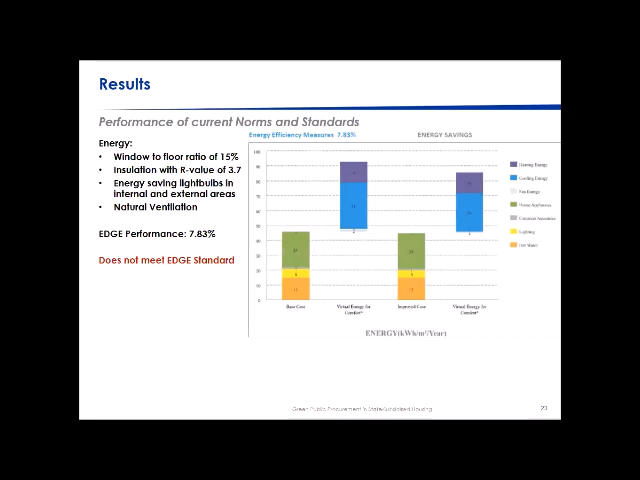 Results
Performance of current Norms and Standards
Energy:
• Window to floor ratio of 15%
• Insulation with R-value of 3.7
• Energy saving lightbulbs in
internal and external areas
• Natural Ventilation
EDGE Performance: 7.83%
Does not meet EDGE Standard
Energy Efficiency Measures 7.83%
ENERGY SAVINGS
100
90
80
70
60
50
40
30
20
10
0
Base Case
Virtual Energy for
Comfort*
Improved Case
Virtual Energy for
Comfort*
ENERGY(kWh/m²/Year)
Heating Energy
Cooling Energy
Fan Energy
Home Appliances
Common Amenities
Lighting
Hot Water
Green Public Procurement in State-Subsidised Housing
23